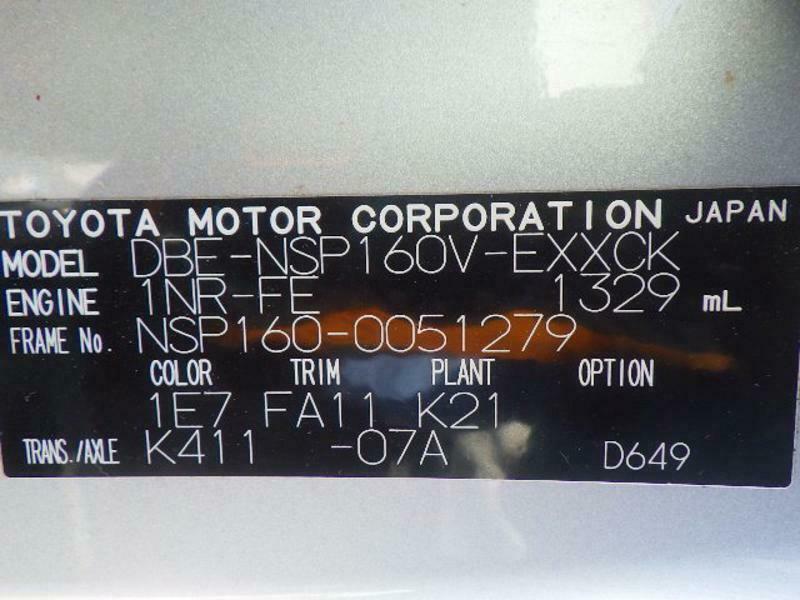 TOYOTA MOTOR CORPORATION JAPAN
MODEL DBE-NSP160V-EXXCK
ENGINE 1NR-FE 1329 mL
FRAME No. NSP160-0051279
COLOR TRIM PLANT OPTION
1E7 FA11 K21
TRANS./AXLE K411 -07A D649